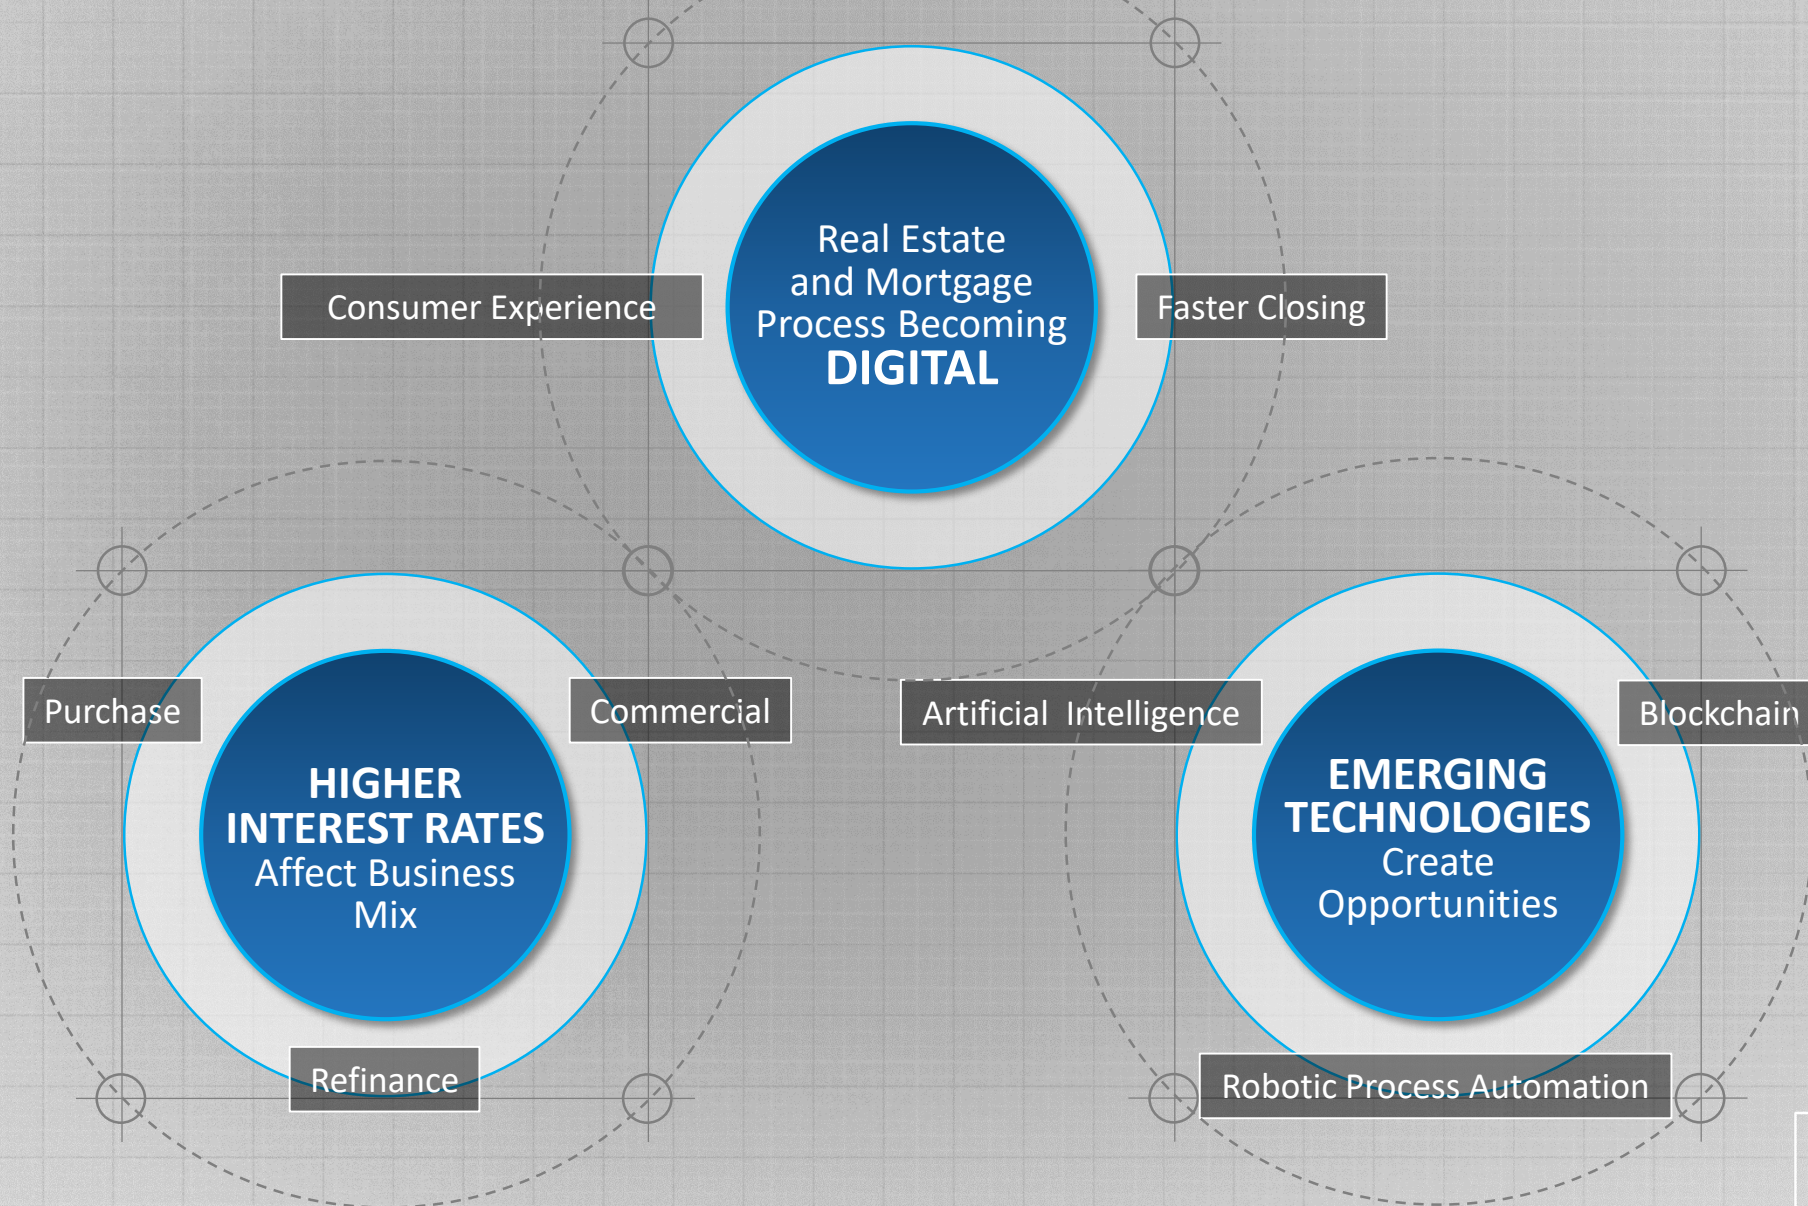 Real Estate
and Mortgage
Process Becoming
DIGITAL
Consumer Experience
Faster Closing
Purchase
Commercial
HIGHER
INTEREST RATES
Affect Business
Mix
Refinance
Artificial Intelligence
Blockchain
EMERGING
TECHNOLOGIES
Create
Opportunities
Robotic Process Automation